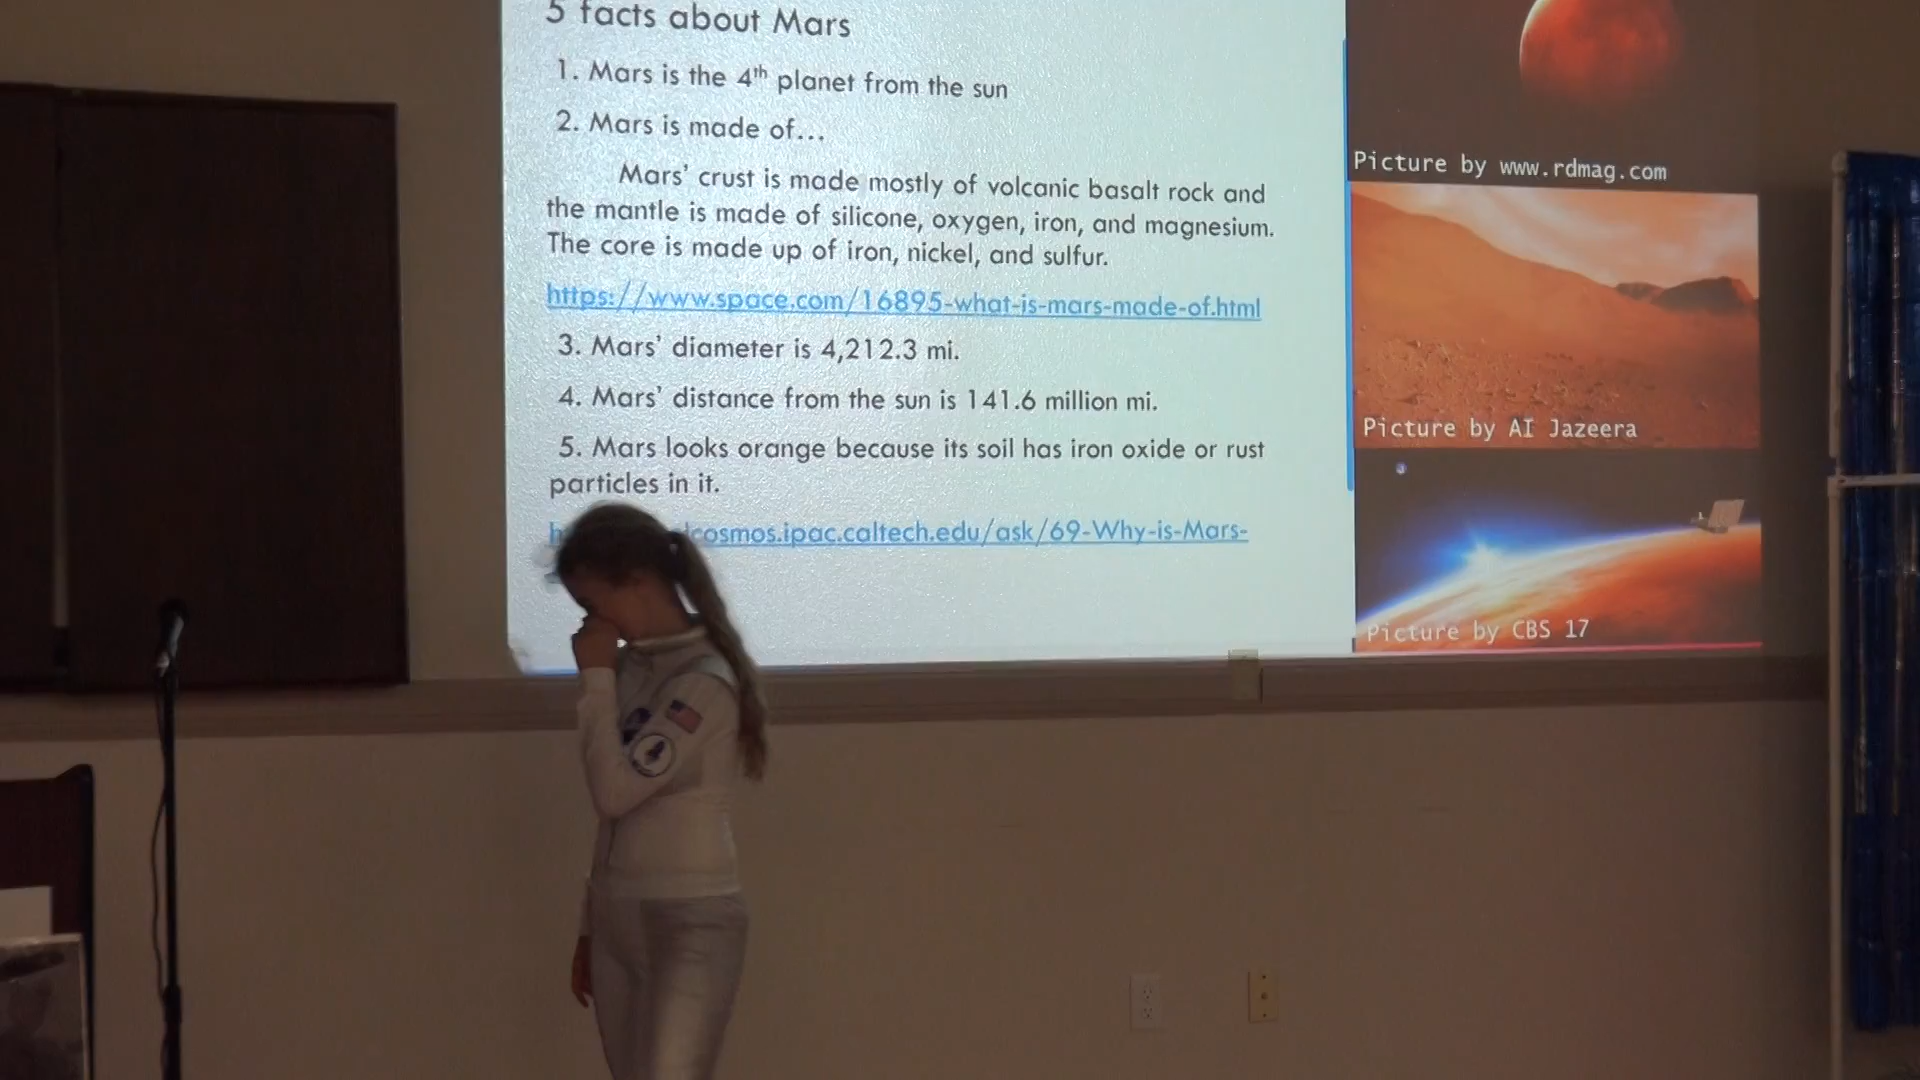 5 facts about Mars
1. Mars is the 4th planet from the sun
2. Mars is made of...
Mars' crust is made mostly of volcanic basalt rock and
the mantle is made of silicone, oxygen, iron, and magnesium.
The core is made up of iron, nickel, and sulfur.
https://www.space.com/16895-what-is-mars-made-of.html
3. Mars' diameter is 4,212.3 mi.
4. Mars' distance from the sun is 141.6 million mi.
5. Mars looks orange because its soil has iron oxide or rust
particles in it.
cosmos.ipac.caltech.edu/ask/69-Why-is-Mars-
Picture by www.rdmag.com
Picture by AI Jazeera
Picture by CBS 17